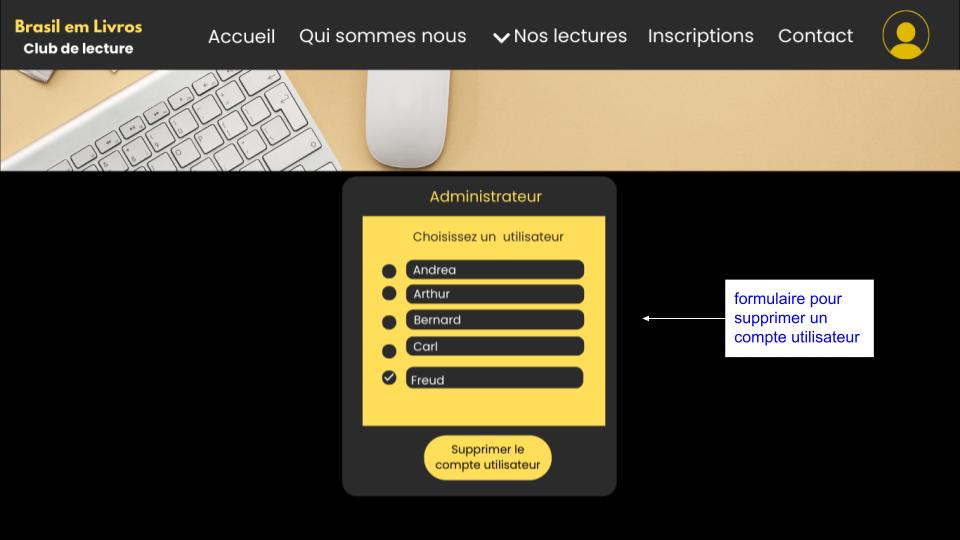 Brasil em Livros
Club de lecture
Accueil Qui sommes nous Nos lectures Inscriptions Contact
Administrateur
Choisissez un utilisateur
Andrea
Arthur
Bernard
Carl
Freud
Supprimer le
compte utilisateur
formulaire pour
supprimer un
compte utilisateur